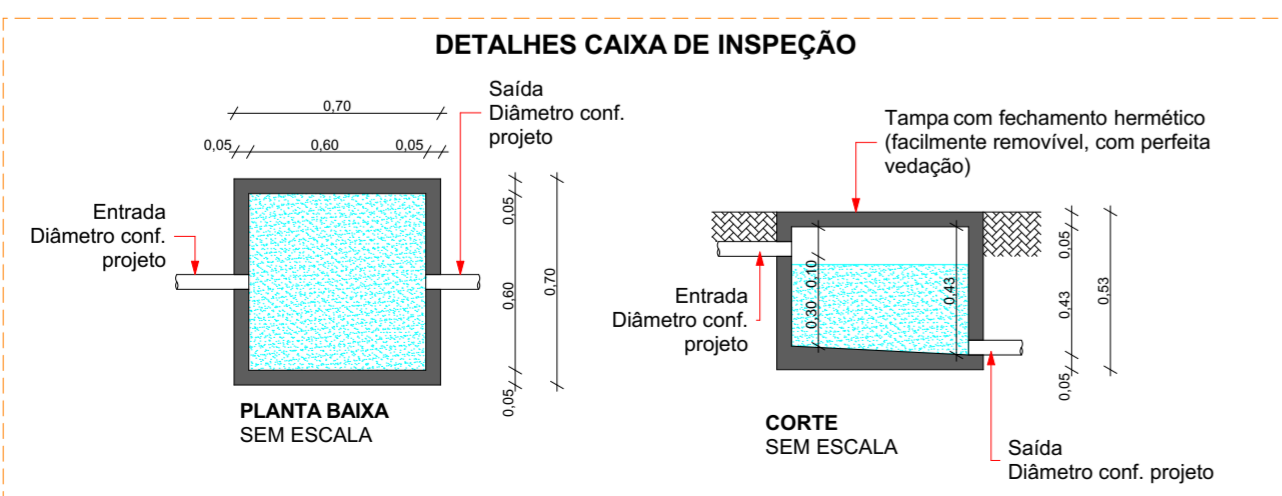 DETALHES CAIXA DE INSPEÇÃO
0,70
0,05
0,60
0,05
Saída
Diâmetro conf.
projeto
Entrada
Diâmetro conf.
projeto
0,05
0,60
0,05
0,70
PLANTA BAIXA
SEM ESCALA
Tampa com fechamento hermético
(facilmente removível, com perfeita
vedação)
Entrada
Diâmetro conf.
projeto
0,10
0,30
0,43
0,05
0,43
0,05
0,53
CORTE
SEM ESCALA
Saída
Diâmetro conf. projeto